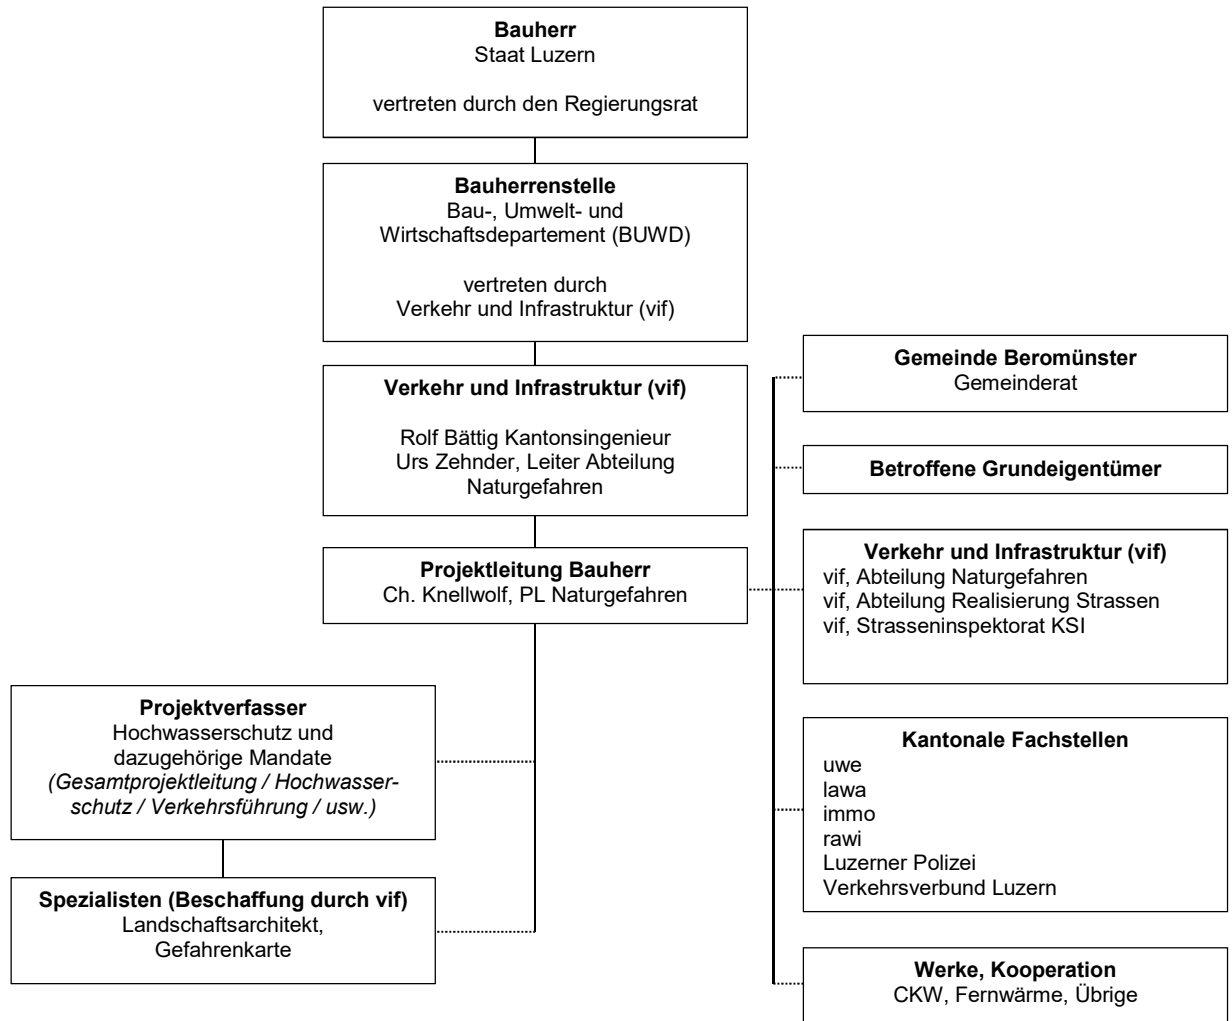 Bauherr
Staat Luzern
vertreten durch den Regierungsrat
Bauherrenstelle
Bau-, Umwelt- und
Wirtschaftsdepartement (BUWD)
vertreten durch
Verkehr und Infrastruktur (vif)
Verkehr und Infrastruktur (vif)
Rolf Bättig Kantonsingenieur
Urs Zehnder, Leiter Abteilung
Naturgefahren
Projektleitung Bauherr
Ch. Knellwolf, PL Naturgefahren
Projektverfasser
Hochwasserschutz und
dazugehörige Mandate
(Gesamtprojektleitung / Hochwasser-
schutz / Verkehrsführung / usw.)
Spezialisten (Beschaffung durch vif)
Landschaftsarchitekt,
Gefahrenkarte
Gemeinde Beromünster
Gemeinderat
Betroffene Grundeigentümer
Verkehr und Infrastruktur (vif)
vif, Abteilung Naturgefahren
vif, Abteilung Realisierung Strassen
vif, Strasseninspektorat KSI
Kantonale Fachstellen
uwe
lawa
immo
rawi
Luzerner Polizei
Verkehrsverbund Luzern
Werke, Kooperation
CKW, Fernwärme, Übrige